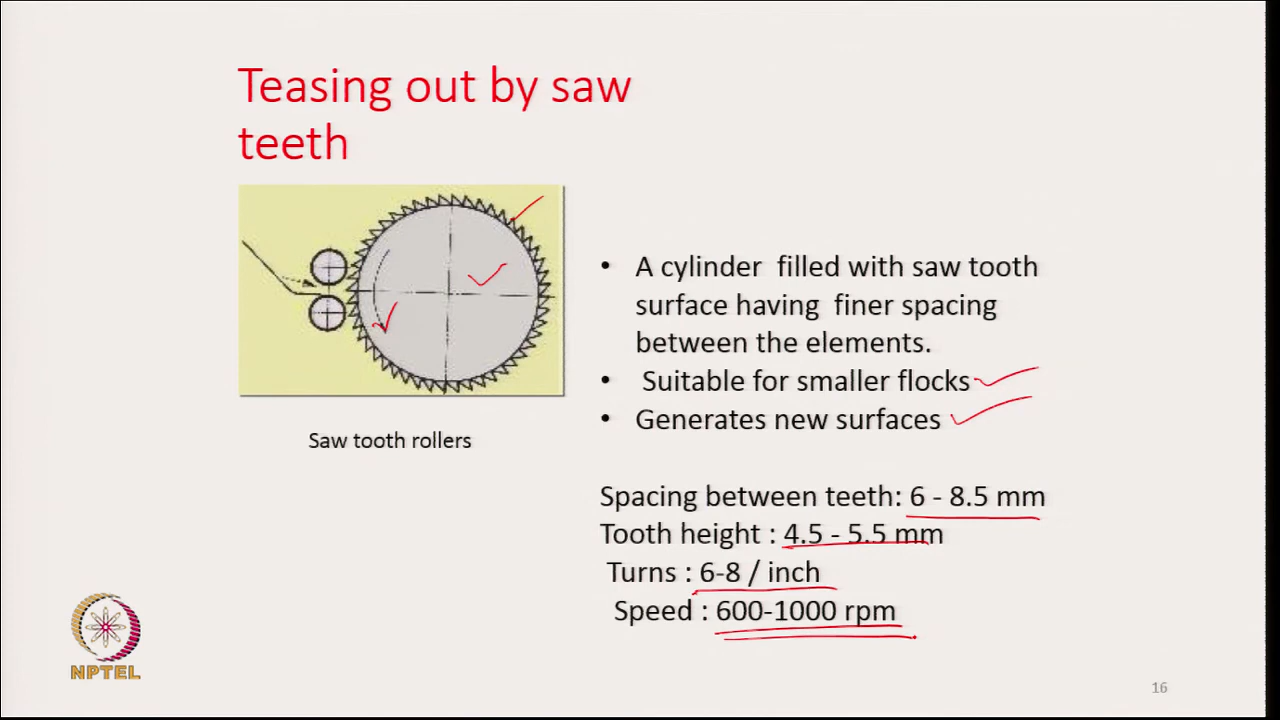 Teasing out by saw
teeth
• A cylinder filled with saw tooth
surface having finer spacing
between the elements.
• Suitable for smaller flocks
• Generates new surfaces
Saw tooth rollers
Spacing between teeth: 6 - 8.5 mm
Tooth height : 4.5 - 5.5 mm
Turns : 6-8 / inch
Speed : 600-1000 rpm
NPTEL
16